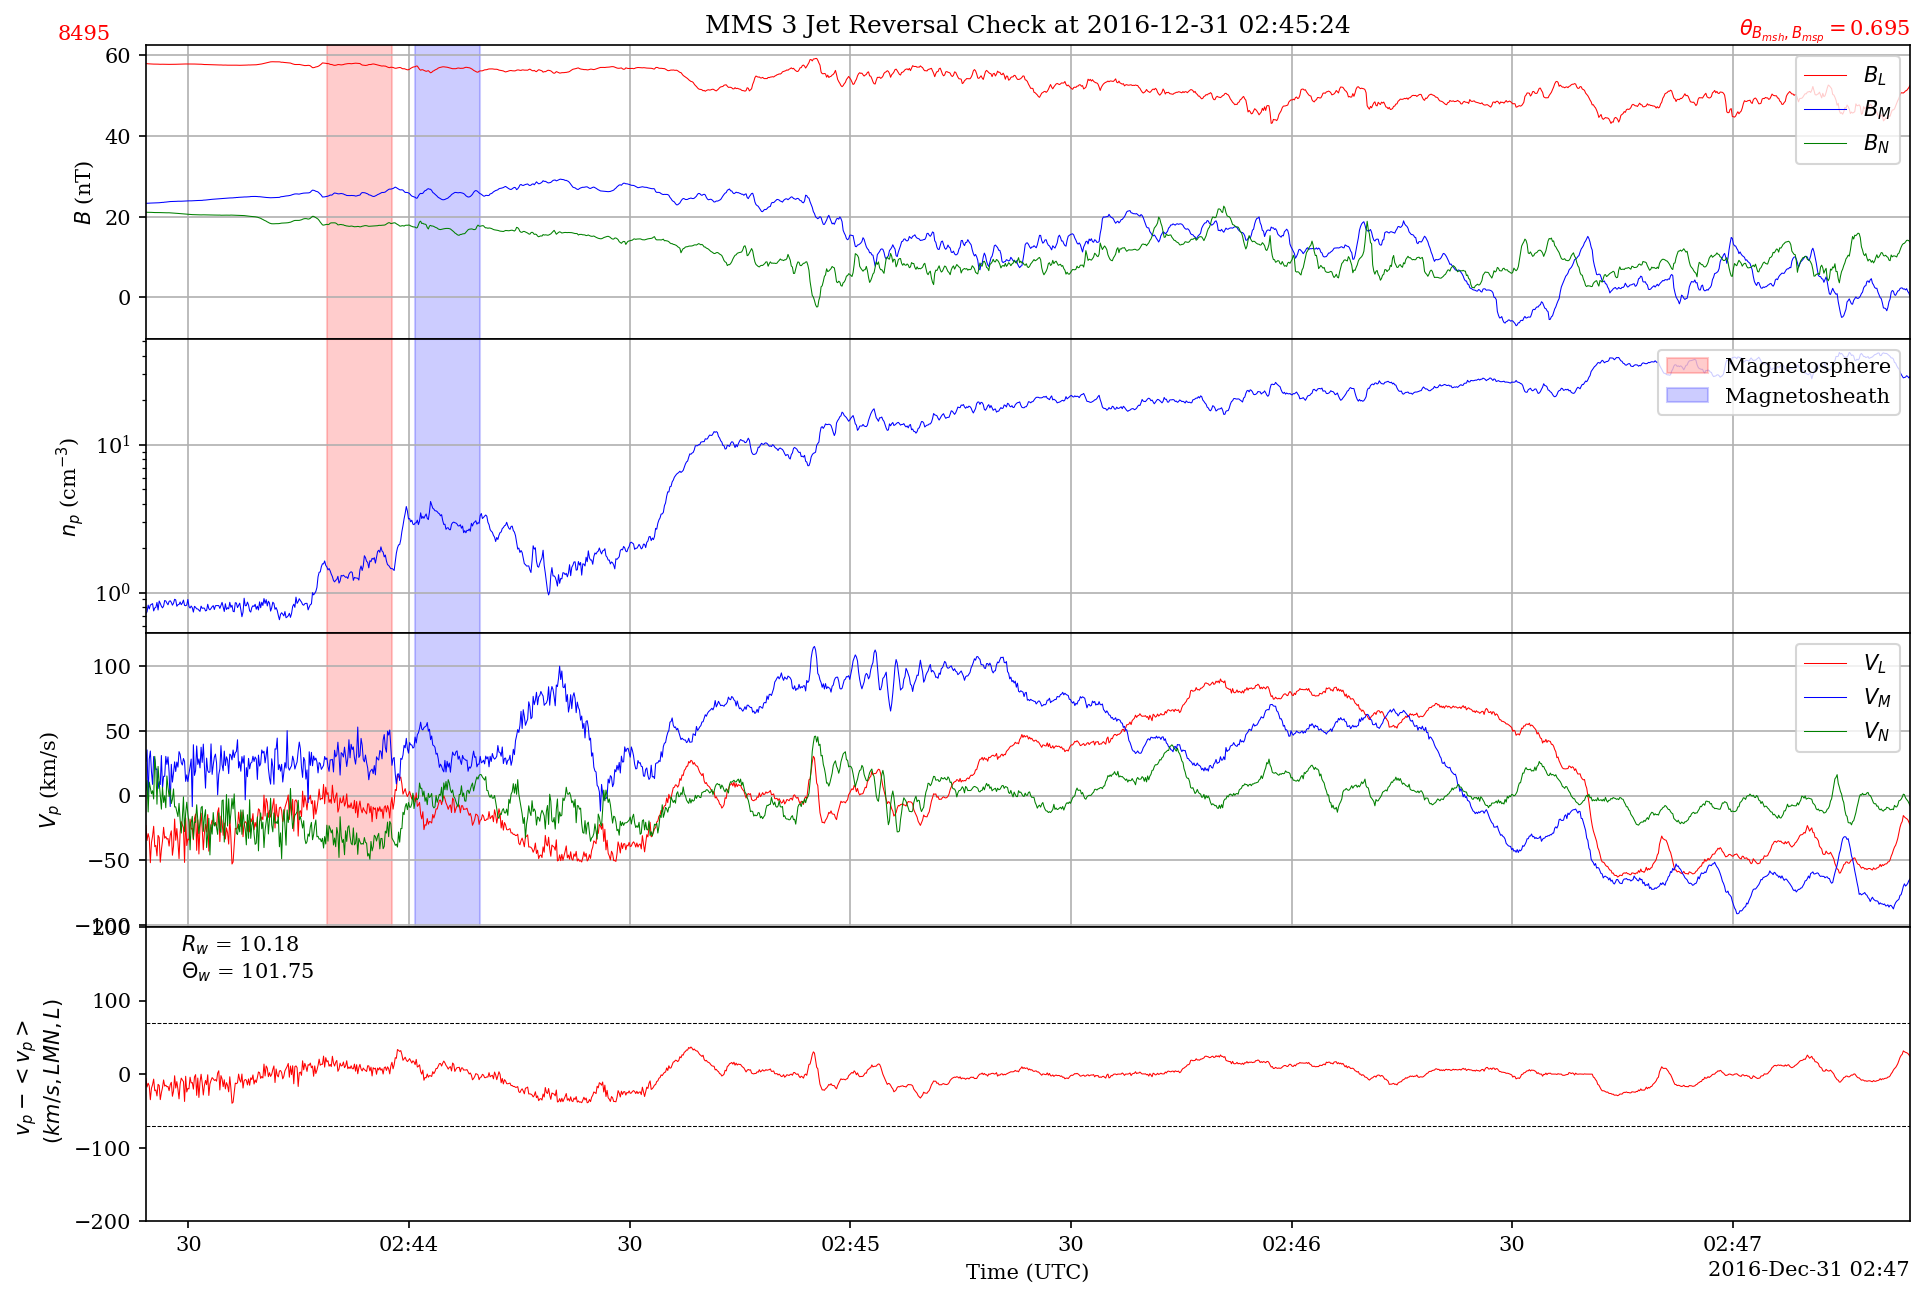 MMS 3 Jet Reversal Check at 2016-12-31 02:45:24
8495
θ_{B_{msh}, B_{msp}} = 0.695
60
40
20
0
B (nT)
B_L
B_M
B_N
10^1
10^0
n_p (cm^{-3})
Magnetosphere
Magnetosheath
100
50
0
−50
−100
V_p (km/s)
V_L
V_M
V_N
200
100
0
−100
−200
v_p − < v_p >
(km/s, LMN, L)
R_w = 10.18
Θ_w = 101.75
30
02:44
30
02:45
30
02:46
30
02:47
Time (UTC)
2016-Dec-31 02:47